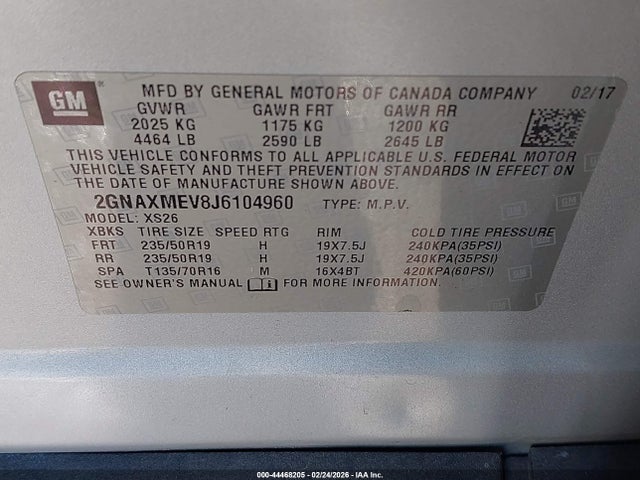 GM
MFD BY GENERAL MOTORS OF CANADA COMPANY 02/17
GVWR GAWR FRT GAWR RR
2025 KG 1175 KG 1200 KG
4464 LB 2590 LB 2645 LB
THIS VEHICLE CONFORMS TO ALL APPLICABLE U.S. FEDERAL MOTOR
VEHICLE SAFETY AND THEFT PREVENTION STANDARDS IN EFFECT ON
THE DATE OF MANUFACTURE SHOWN ABOVE.
2GNAXMEV8J6104960 TYPE: M.P.V.
MODEL: XS26
XBKS TIRE SIZE SPEED RTG RIM COLD TIRE PRESSURE
FRT 235/50R19 H 19X7.5J 240KPA(35PSI)
RR 235/50R19 H 19X7.5J 240KPA(35PSI)
SPA T135/70R16 M 16X4BT 420KPA(60PSI)
SEE OWNER'S MANUAL FOR MORE INFORMATION.
000-44468205 - 02/24/2026 - IAA Inc.